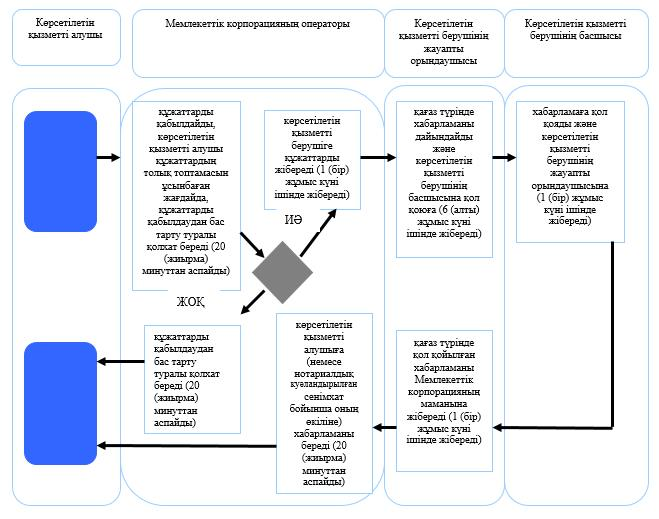 Көрсетілетін
қызметті алушы
Мемлекеттік корпорацияның операторы
Көрсетілетін
қызметті берушінің
жауапты
орындаушысы
Көрсетілетін қызметті
берушінің басшысы
құжаттарды
қабылдайды,
көрсетілетін
қызметті алушы
құжаттардың
толық топтамасын
ұсынбаған
жағдайда,
құжаттарды
қабылдаудан бас
тарту туралы
қолхат береді (20
(жиырма)
минуттан аспайды)
көрсетілетін
қызметті
берушіге
құжаттарды
жібереді (1 (бір)
жұмыс күні
ішінде жібереді)
қағаз түрінде
хабарламаны
дайындайды
және
көрсетілетін
қызметті
берушінің
басшысына қол
қоюға (6 (алты)
жұмыс күні
ішінде жібереді)
хабарламаға қол
қояды және
көрсетілетін
қызметті
берушінің
жауапты
орындаушысына
(1 (бір) жұмыс
күні ішінде
жібереді)
ИӘ
ЖОҚ
құжаттарды
қабылдаудан
бас тарту
туралы қолхат
береді (20
(жиырма)
минуттан
аспайды)
көрсетілетін
қызметті
алушыға
(немесе
нотариалдық
куәландырылған
сенімхат
бойынша оның
өкіліне)
хабарламаны
береді (20
(жиырма)
минуттан
аспайды)
қағаз түрінде
қол қойылған
хабарламаны
Мемлекеттік
корпорацияның
маманына
жібереді (1 (бір)
жұмыс күні
ішінде жібереді)